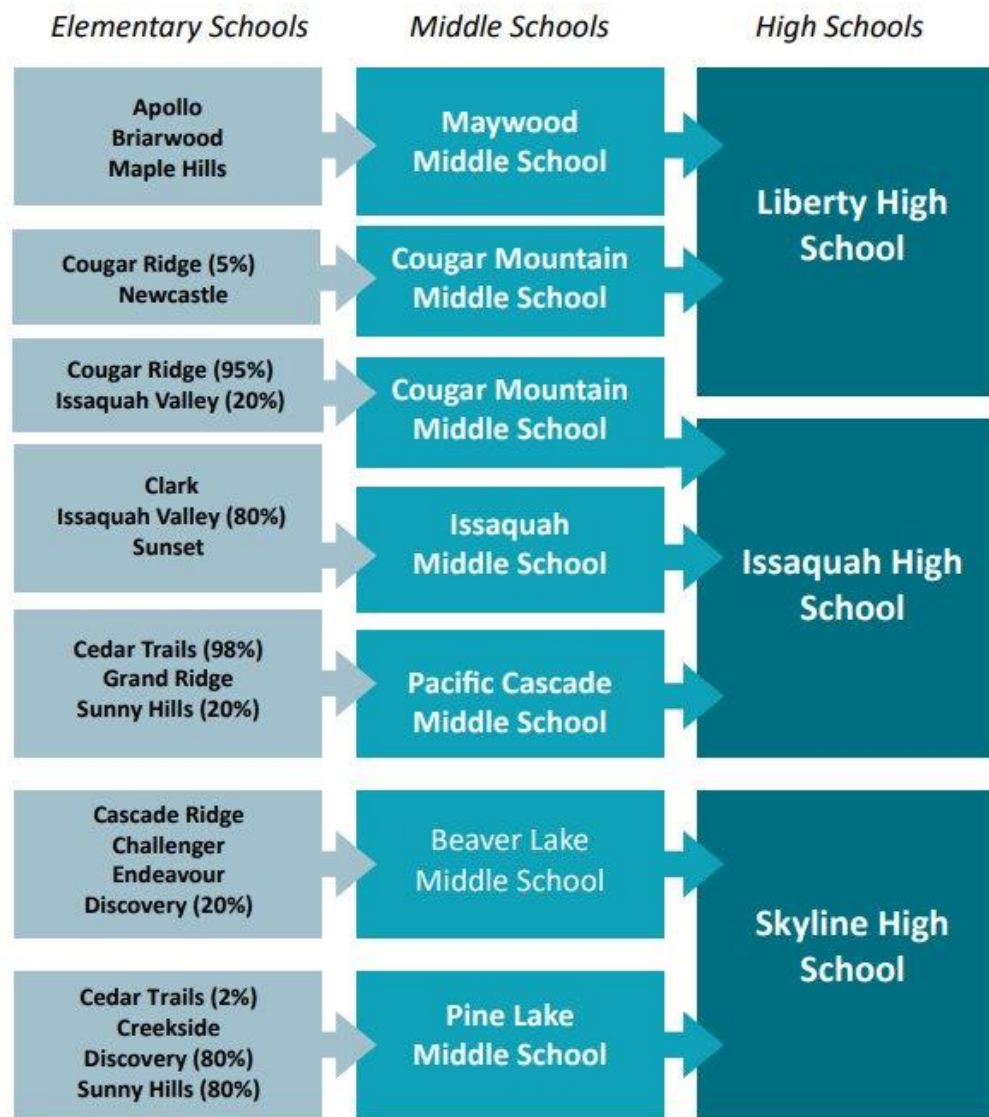 Elementary Schools
Middle Schools
High Schools
Apollo
Briarwood
Maple Hills
Maywood
Middle School
Liberty High
School
Cougar Ridge (5%)
Newcastle
Cougar Mountain
Middle School
Cougar Ridge (95%)
Issaquah Valley (20%)
Cougar Mountain
Middle School
Clark
Issaquah Valley (80%)
Sunset
Issaquah
Middle School
Issaquah High
School
Cedar Trails (98%)
Grand Ridge
Sunny Hills (20%)
Pacific Cascade
Middle School
Cascade Ridge
Challenger
Endeavour
Discovery (20%)
Beaver Lake
Middle School
Skyline High
School
Cedar Trails (2%)
Creekside
Discovery (80%)
Sunny Hills (80%)
Pine Lake
Middle School